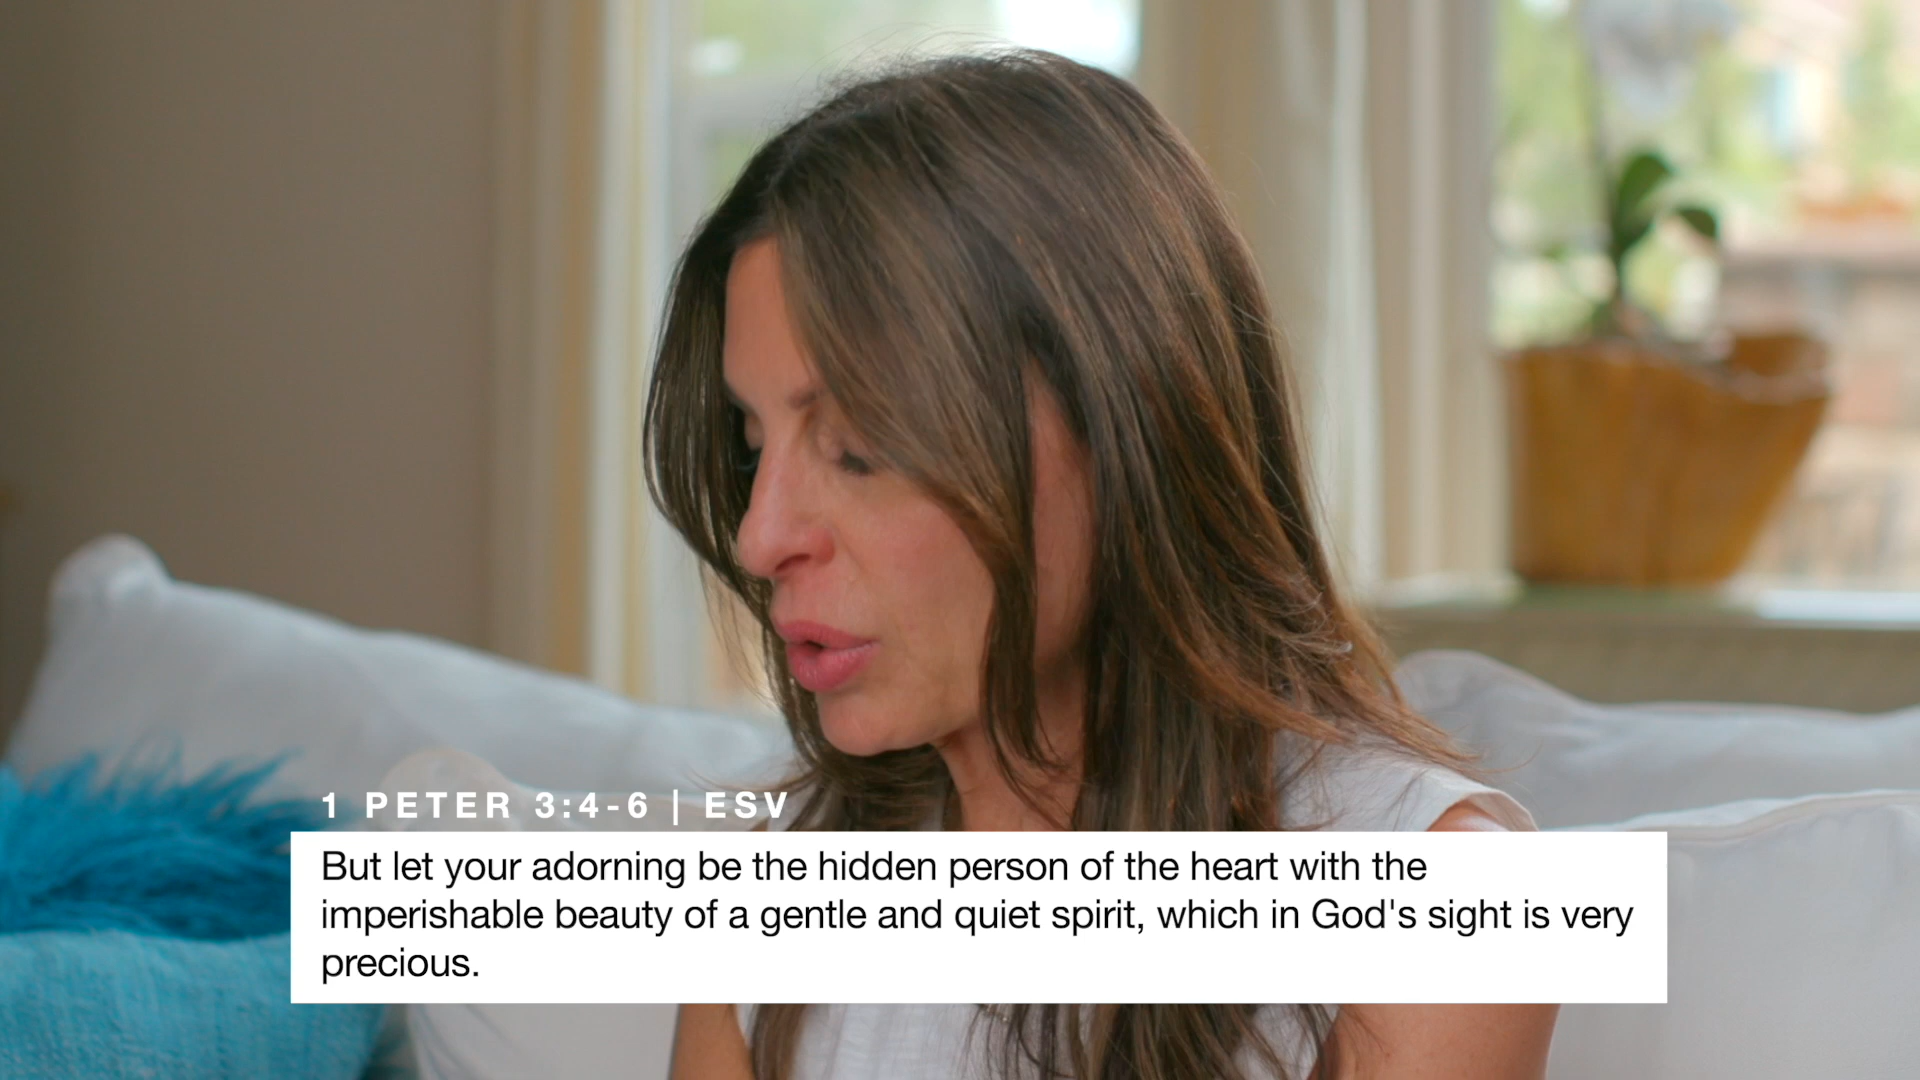 1 PETER 3:4-6 | ESV
But let your adorning be the hidden person of the heart with the
imperishable beauty of a gentle and quiet spirit, which in God's sight is very
precious.